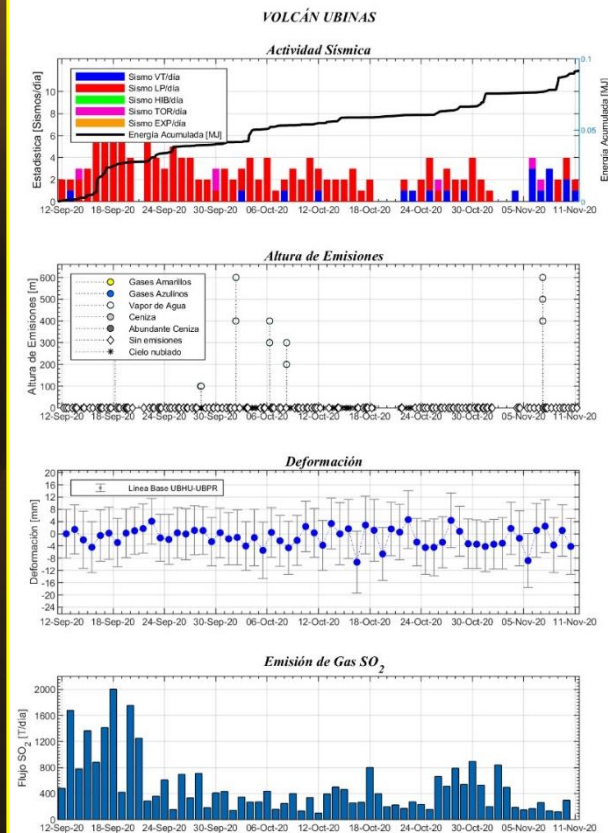 VOLCÁN UBINAS
Actividad Sísmica
Estadistica [Sismos/día]
10
8
6
4
2
0
Sismo VT/día
Sismo LP/día
Sismo HIB/día
Sismo TOR/día
Sismo EXP/día
Energía Acumulada [MJ]
0.1
0.05
0
Energía Acumulada [MJ]
12-Sep-20 18-Sep-20 24-Sep-20 30-Sep-20 06-Oct-20 12-Oct-20 18-Oct-20 24-Oct-20 30-Oct-20 05-Nov-20 11-Nov-20
Altura de Emisiones
Altura de Emisiones [m]
600
500
400
300
200
100
0
Gases Amarillos
Gases Azulinos
Vapor de Agua
Ceniza
Abundante Ceniza
Sin emisiones
Cielo nublado
12-Sep-20 18-Sep-20 24-Sep-20 30-Sep-20 06-Oct-20 12-Oct-20 18-Oct-20 24-Oct-20 30-Oct-20 05-Nov-20 11-Nov-20
Deformación
Deformación [mm]
20
16
12
8
4
0
-4
-8
-12
-16
-20
-24
Linea Base UBHU-UBPR
12-Sep-20 18-Sep-20 24-Sep-20 30-Sep-20 06-Oct-20 12-Oct-20 18-Oct-20 24-Oct-20 30-Oct-20 05-Nov-20 11-Nov-20
Emisión de Gas SO2
Flujo SO2 [T/día]
2000
1600
1200
800
400
0
12-Sep-20 18-Sep-20 24-Sep-20 30-Sep-20 06-Oct-20 12-Oct-20 18-Oct-20 24-Oct-20 30-Oct-20 05-Nov-20 11-Nov-20